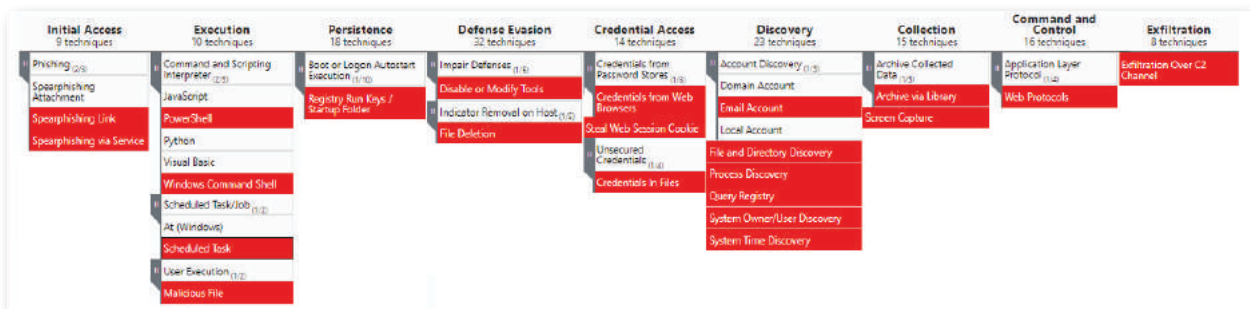 Initial Access
9 techniques
Phishing (2/3)
Spearphishing
Attachment
Spearphishing Link
Spearphishing via Service
Execution
10 techniques
Command and Scripting
Interpreter (2/5)
JavaScript
PowerShell
Python
Visual Basic
Windows Command Shell
Scheduled Task/Job (1/2)
At (Windows)
Scheduled Task
User Execution (1/2)
Malicious File
Persistence
18 techniques
Boot or Logon Autostart
Execution (1/10)
Registry Run Keys /
Startup Folder
Defense Evasion
32 techniques
Impair Defenses (1/6)
Disable or Modify Tools
Indicator Removal on Host (1/5)
File Deletion
Credential Access
14 techniques
Credentials from
Password Stores (1/3)
Credentials from Web
Browsers
Steal Web Session Cookie
Unsecured
Credentials (1/4)
Credentials In Files
Discovery
23 techniques
Account Discovery (1/3)
Domain Account
Email Account
Local Account
File and Directory Discovery
Process Discovery
Query Registry
System Owner/User Discovery
System Time Discovery
Collection
15 techniques
Archive Collected
Data (1/3)
Archive via Library
Screen Capture
Command and
Control
16 techniques
Application Layer
Protocol (1/4)
Web Protocols
Exfiltration
8 techniques
Exfiltration Over C2
Channel